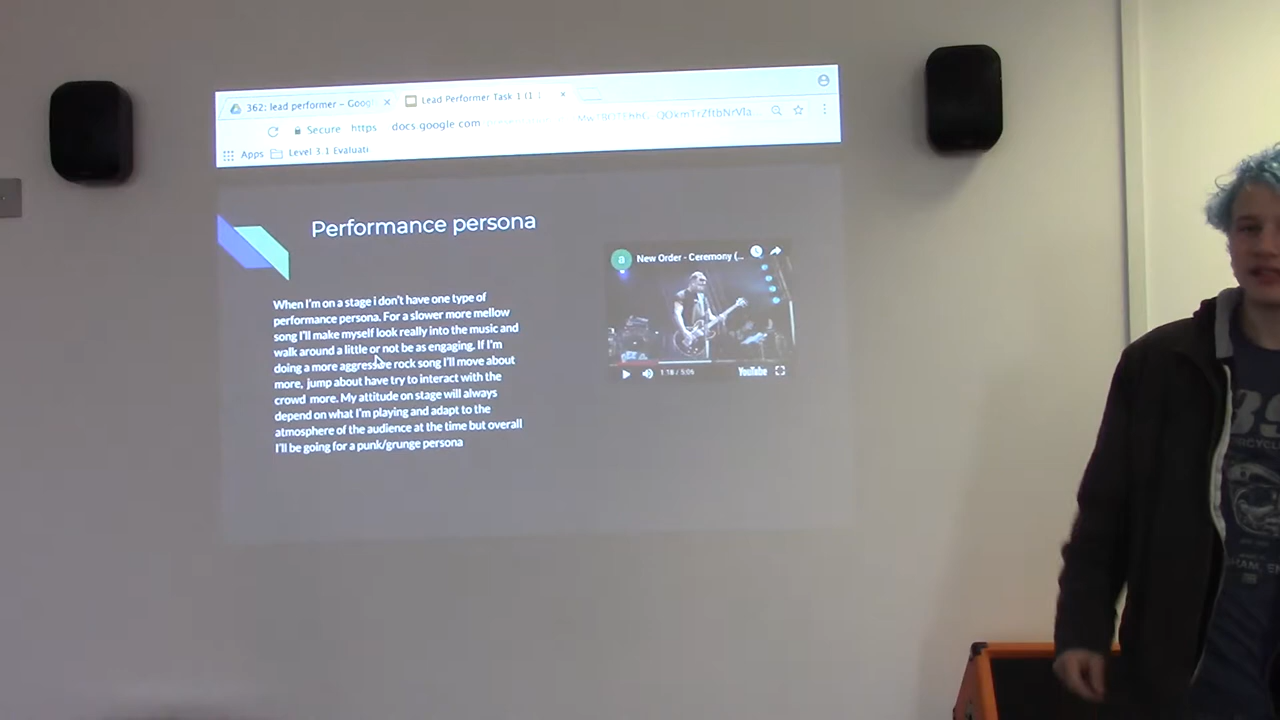 362: lead performer – Goog
Lead Performer Task 1 (1
Secure https docs.google.com
Apps Level 3.1 Evaluati
Performance persona
When I'm on a stage i don't have one type of
performance persona. For a slower more mellow
song I'll make myself look really into the music and
walk around a little or not be as engaging. If I'm
doing a more aggressive rock song I'll move about
more, jump about have try to interact with the
crowd more. My attitude on stage will always
depend on what I'm playing and adapt to the
atmosphere of the audience at the time but overall
I'll be going for a punk/grunge persona
a New Order - Ceremony (...
1:18 / 5:05
YouTube